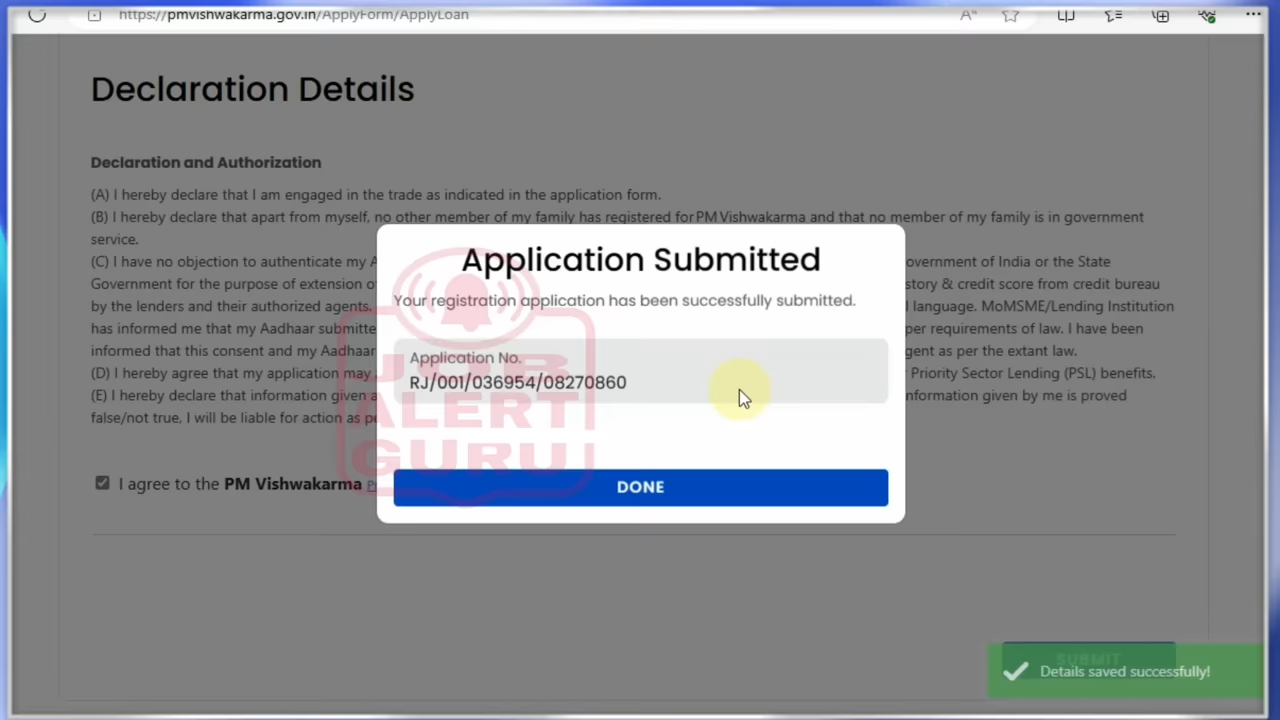 https://pmvishwakarma.gov.in/ApplyForm/ApplyLoan
Declaration Details
Declaration and Authorization
(A) I hereby declare that I am engaged in the trade as indicated in the application form.
(B) I hereby declare that apart from myself, no other member of my family has registered for PM Vishwakarma and that no member of my family is in government
service.
(C) I have no objection to authenticate my A overnment of India or the State
Government for the purpose of extension of story & credit score from credit bureau
by the lenders and their authorized agents. l language. MoMSME/Lending Institution
has informed me that my Aadhaar submitte per requirements of law. I have been
informed that this consent and my Aadhaar gent as per the extant law.
(D) I hereby agree that my application may Priority Sector Lending (PSL) benefits.
(E) I hereby declare that information given a nformation given by me is proved
false/not true, I will be liable for action as pe
Application Submitted
Your registration application has been successfully submitted.
Application No.
RJ/001/036954/08270860
DONE
JOB
ALERT
GURU
I agree to the PM Vishwakarma
SUBMIT
Details saved successfully!